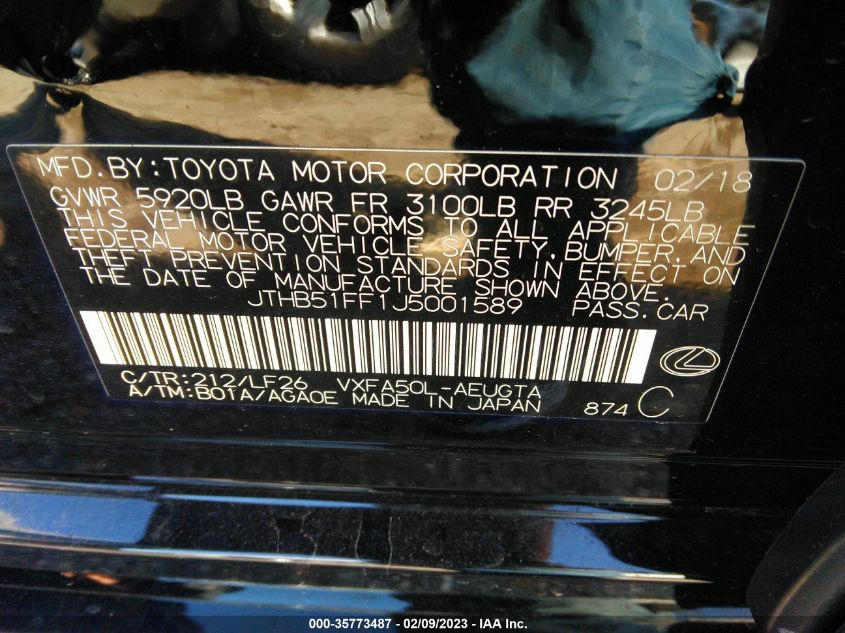 MFD.BY:TOYOTA MOTOR CORPORATION 02/18
GVWR 5920LB GAWR FR 3100LB RR 3245LB
THIS VEHICLE CONFORMS TO ALL APPLICABLE
FEDERAL MOTOR VEHICLE SAFETY,BUMPER,AND
THEFT PREVENTION STANDARDS IN EFFECT ON
THE DATE OF MANUFACTURE SHOWN ABOVE.
JTHB51FF1J5001589 PASS.CAR
C/TR:212/LF26 VXFA50L-AEUGTA
A/TM:B01A/AGA0E MADE IN JAPAN 874 C
000-35773487 - 02/09/2023 - IAA Inc.